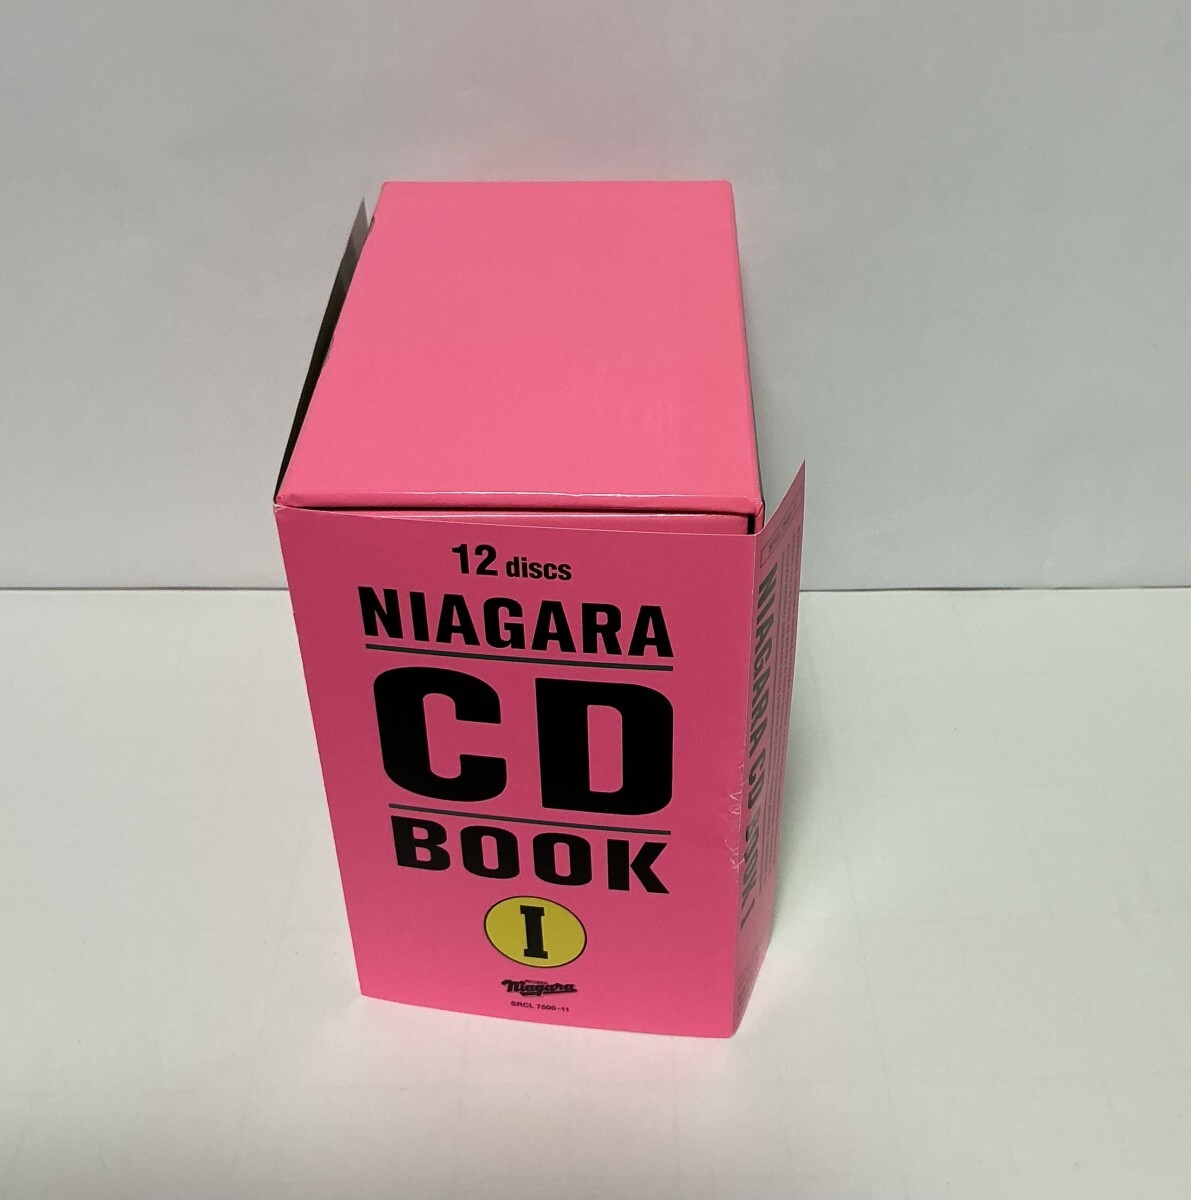 12 discs
NIAGARA
CD
BOOK
I
Niagara
SRCL 7500-11
NIAGARA CD BOOK I